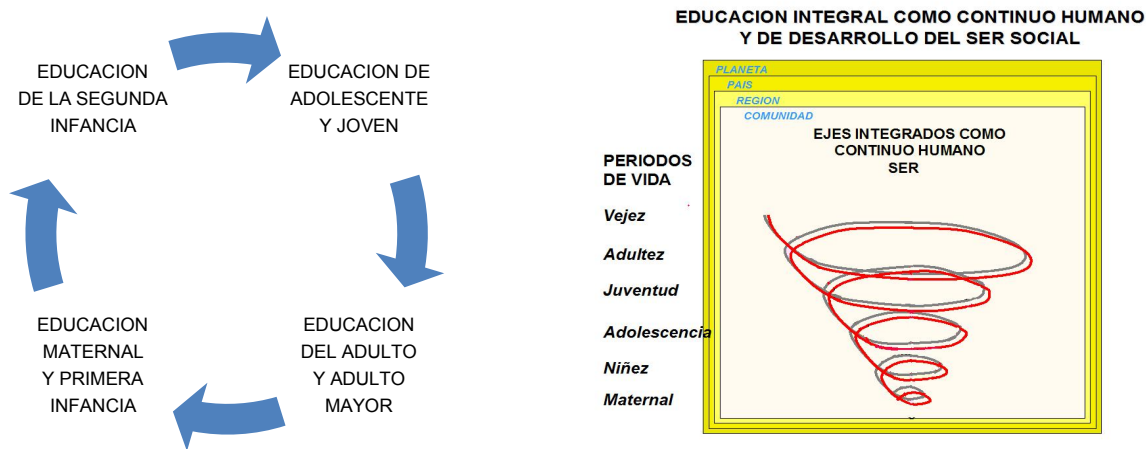 EDUCACION
DE LA SEGUNDA
INFANCIA
EDUCACION DE
ADOLESCENTE
Y JOVEN
EDUCACION
MATERNAL
Y PRIMERA
INFANCIA
EDUCACION
DEL ADULTO
Y ADULTO
MAYOR
EDUCACION INTEGRAL COMO CONTINUO HUMANO
Y DE DESARROLLO DEL SER SOCIAL
PLANETA
PAIS
REGION
COMUNIDAD
EJES INTEGRADOS COMO
CONTINUO HUMANO
SER
PERIODOS
DE VIDA
Vejez
Adultez
Juventud
Adolescencia
Niñez
Maternal